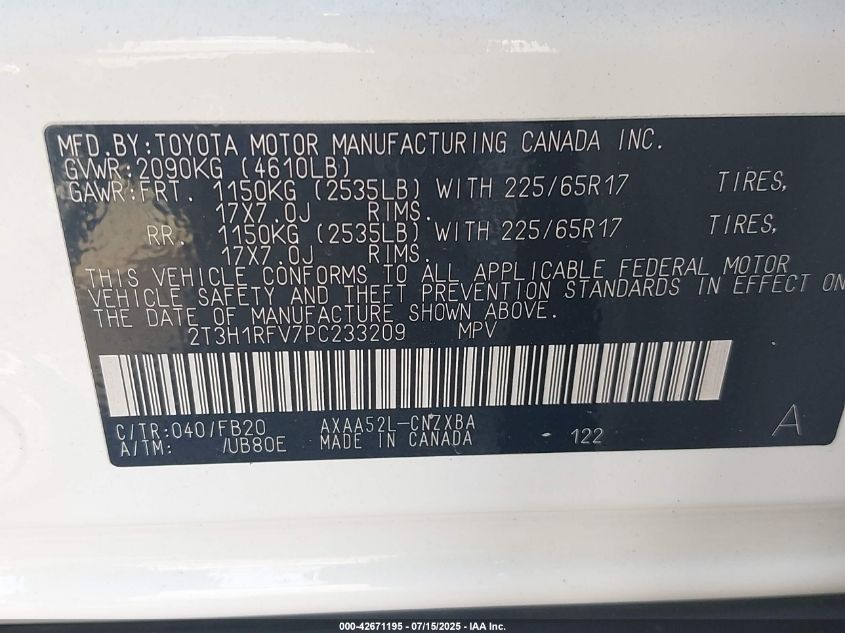 MFD.BY:TOYOTA MOTOR MANUFACTURING CANADA INC.
GVWR:2090KG (4610LB)
GAWR:FRT. 1150KG (2535LB) WITH 225/65R17 TIRES,
17X7.0J RIMS.
RR. 1150KG (2535LB) WITH 225/65R17 TIRES,
17X7.0J RIMS.
THIS VEHICLE CONFORMS TO ALL APPLICABLE FEDERAL MOTOR
VEHICLE SAFETY AND THEFT PREVENTION STANDARDS IN EFFECT ON
THE DATE OF MANUFACTURE SHOWN ABOVE.
2T3H1RFV7PC233209 MPV
C/TR:040/FB20 AXAA52L-CNZXBA
A/TM: /UB80E MADE IN CANADA 122 A
000-42671195 - 07/15/2025 - IAA Inc.